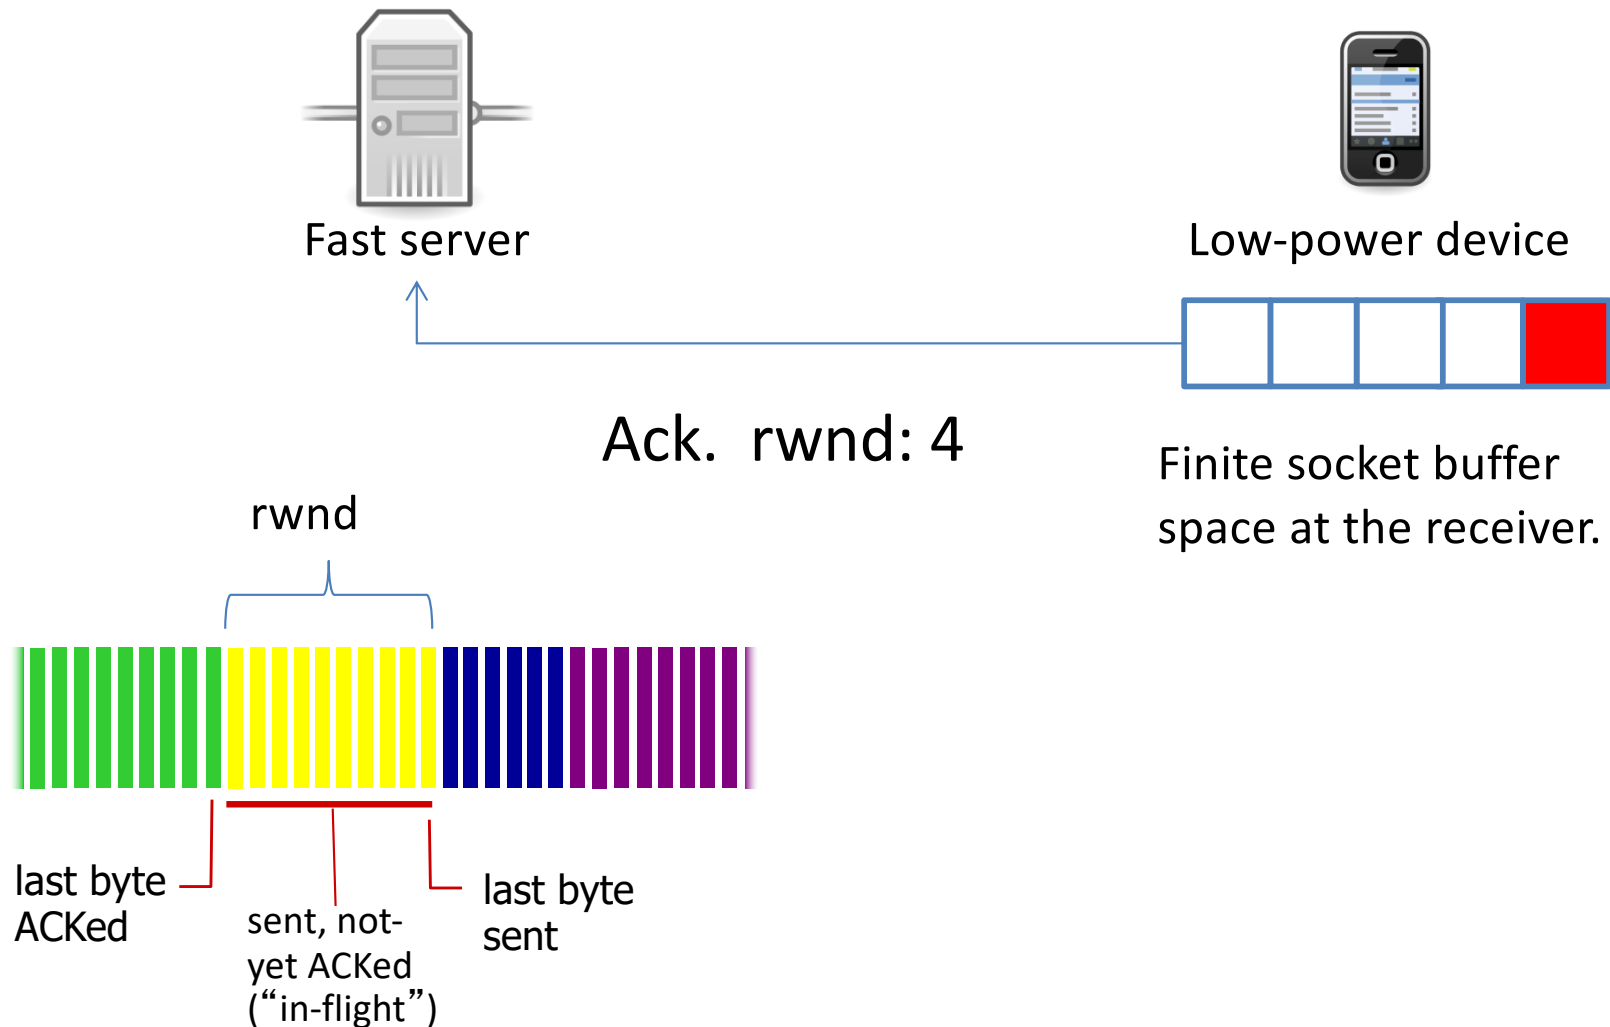 Fast server
Low-power device
Ack.  rwnd: 4
Finite socket buffer
space at the receiver.
rwnd
last byte
ACKed
sent, not-
yet ACKed
(“in-flight”)
last byte
sent